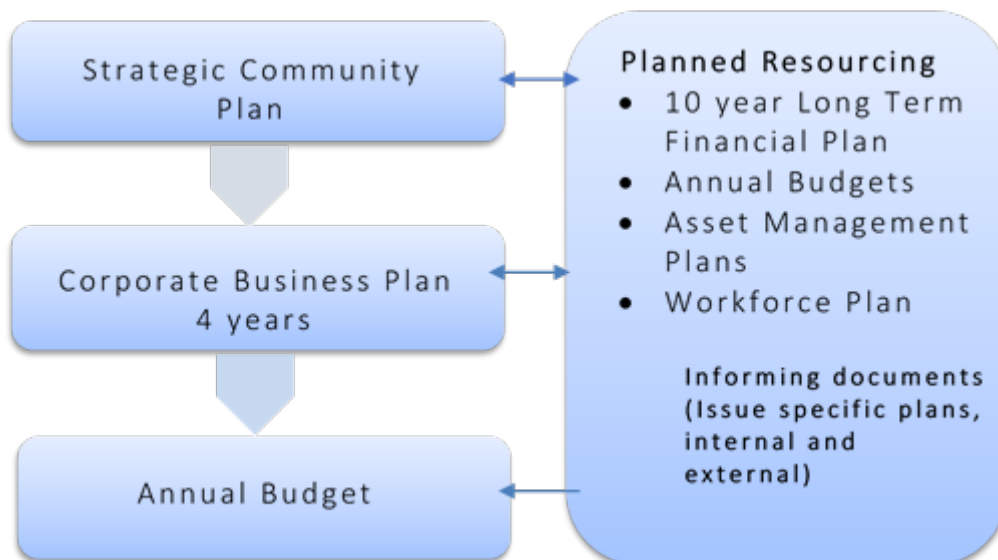 Strategic Community
Plan
Corporate Business Plan
4 years
Annual Budget
Planned Resourcing
• 10 year Long Term
Financial Plan
• Annual Budgets
• Asset Management
Plans
• Workforce Plan
Informing documents
(Issue specific plans,
internal and
external)